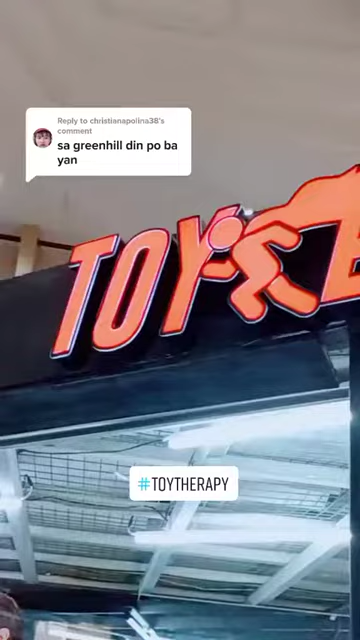 Reply to christianapolina38's
comment
sa greenhill din po ba
yan
TOY
#TOYTHERAPY